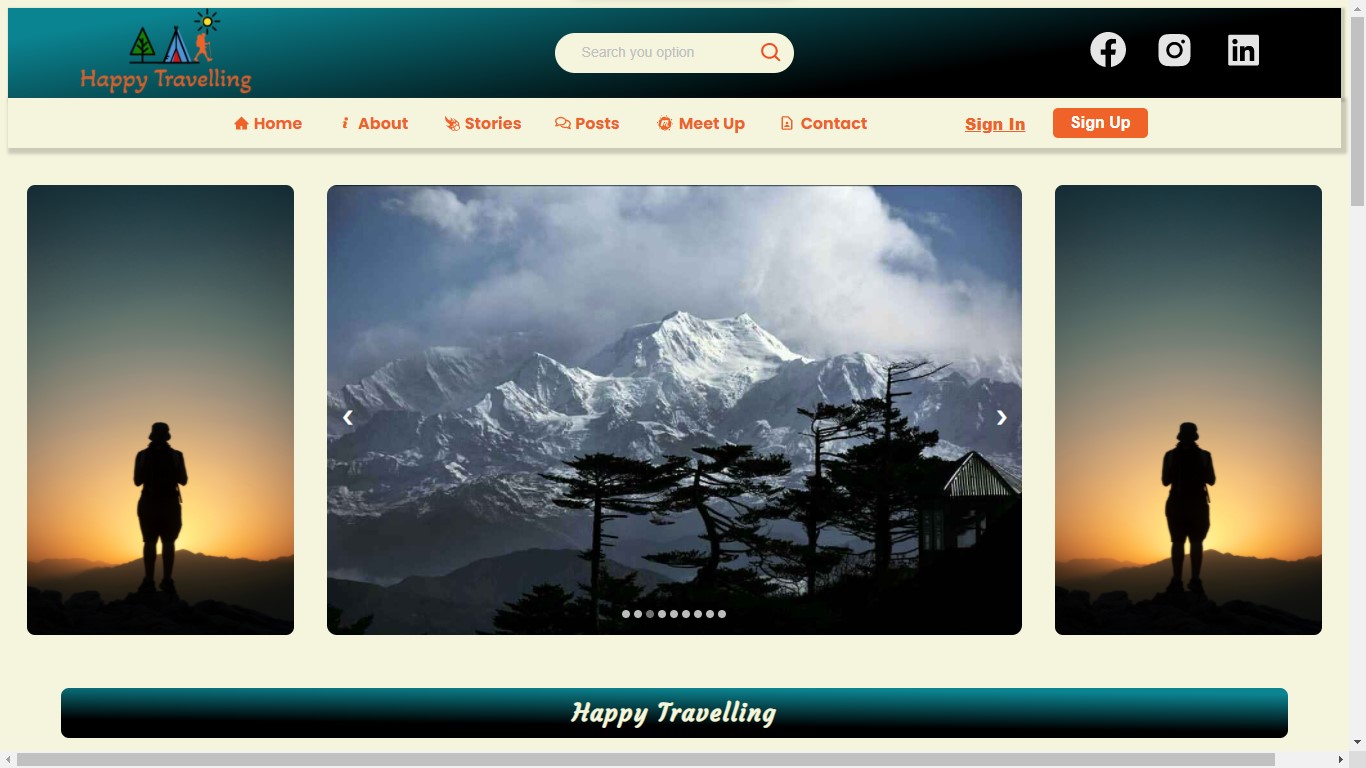 Happy Travelling
Search you option
Home About Stories Posts Meet Up Contact Sign In Sign Up
Happy Travelling